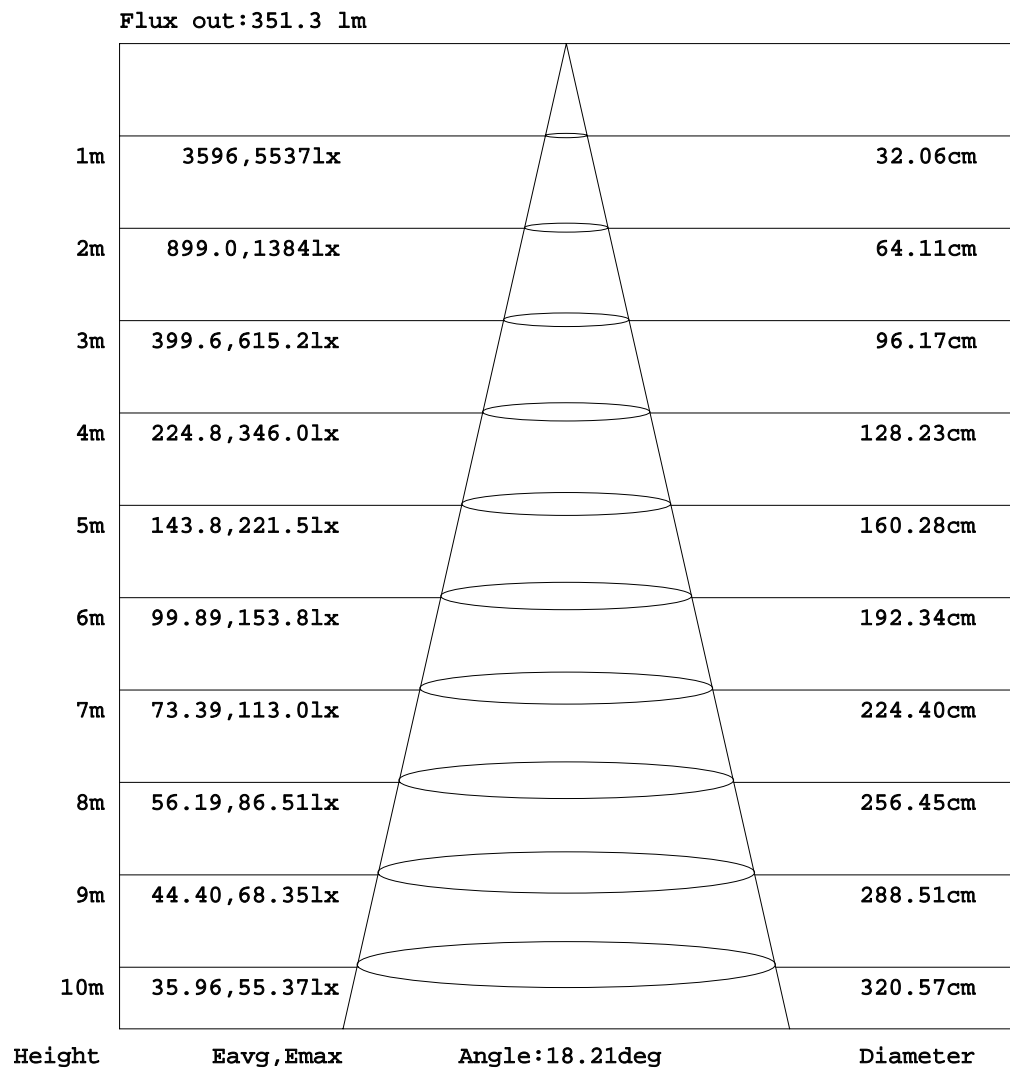 Flux out:351.3 lm
1m 3596,5537lx 32.06cm
2m 899.0,1384lx 64.11cm
3m 399.6,615.2lx 96.17cm
4m 224.8,346.0lx 128.23cm
5m 143.8,221.5lx 160.28cm
6m 99.89,153.8lx 192.34cm
7m 73.39,113.0lx 224.40cm
8m 56.19,86.51lx 256.45cm
9m 44.40,68.35lx 288.51cm
10m 35.96,55.37lx 320.57cm
Height Eavg,Emax Angle:18.21deg Diameter